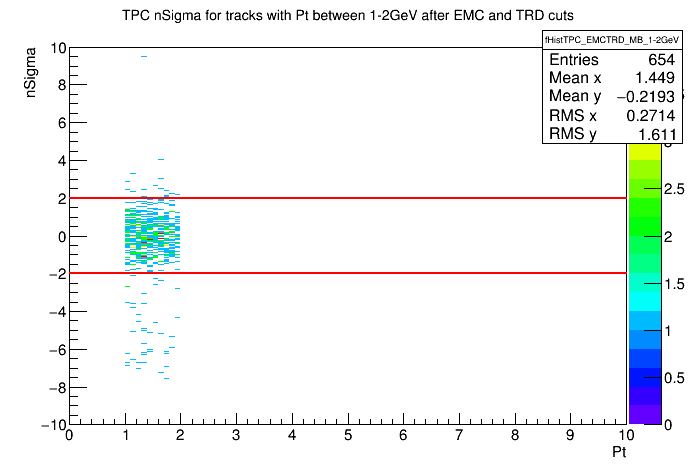 TPC nSigma for tracks with Pt between 1-2GeV after EMC and TRD cuts
fHistTPC_EMCTRD_MB_1-2GeV
Entries 654
Mean x 1.449
Mean y −0.2193
RMS x 0.2714
RMS y 1.611
nSigma
10
8
6
4
2
0
−2
−4
−6
−8
−10
0 1 2 3 4 5 6 7 8 9 10
Pt
2.5
2
1.5
1
0.5
0